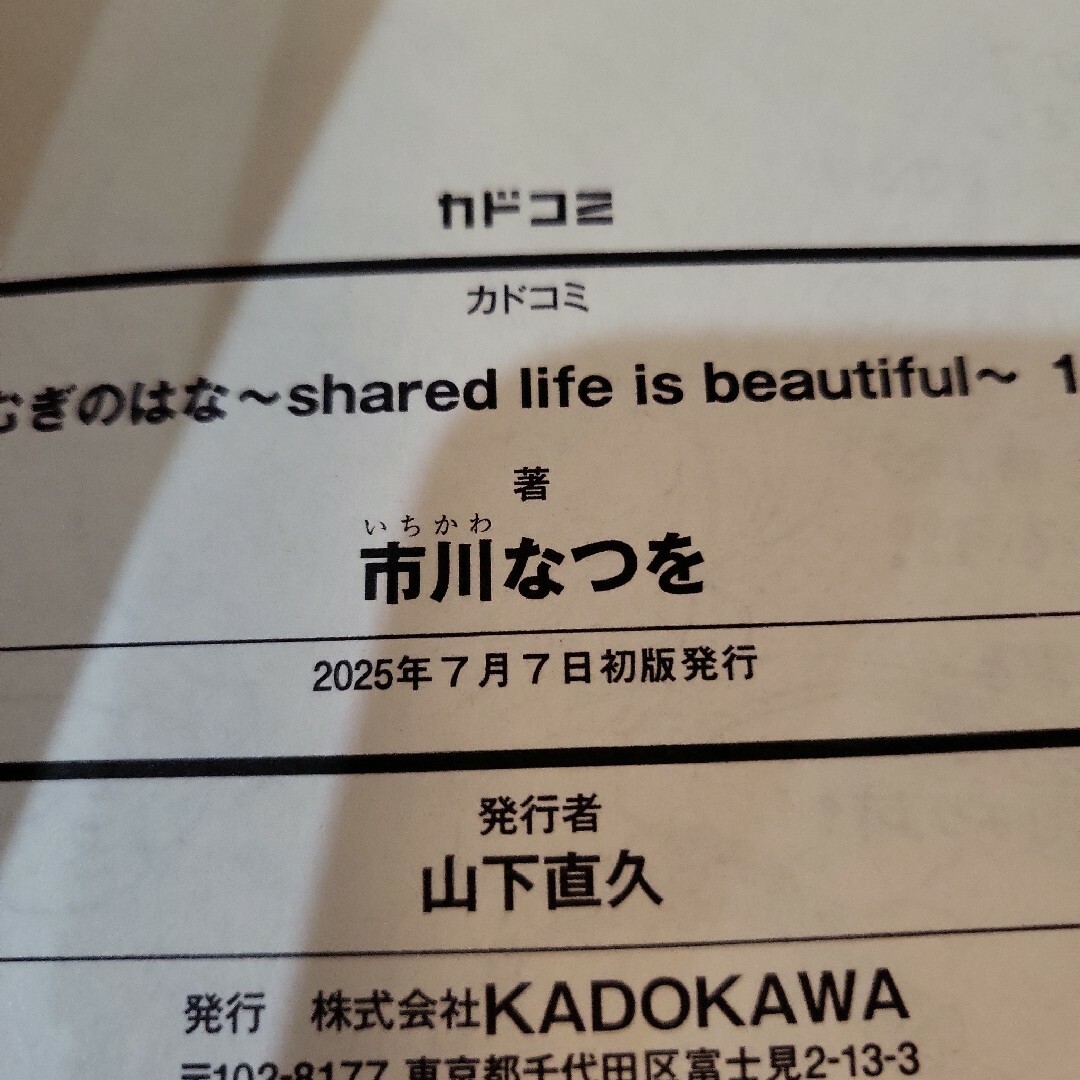 カドコミ
カドコミ
むぎのはな～shared life is beautiful～ 1
著
いちかわ
市川なつを
2025年７月７日初版発行
発行者
山下直久
発行　株式会社KADOKAWA
〒102-8177 東京都千代田区富士見2-13-3